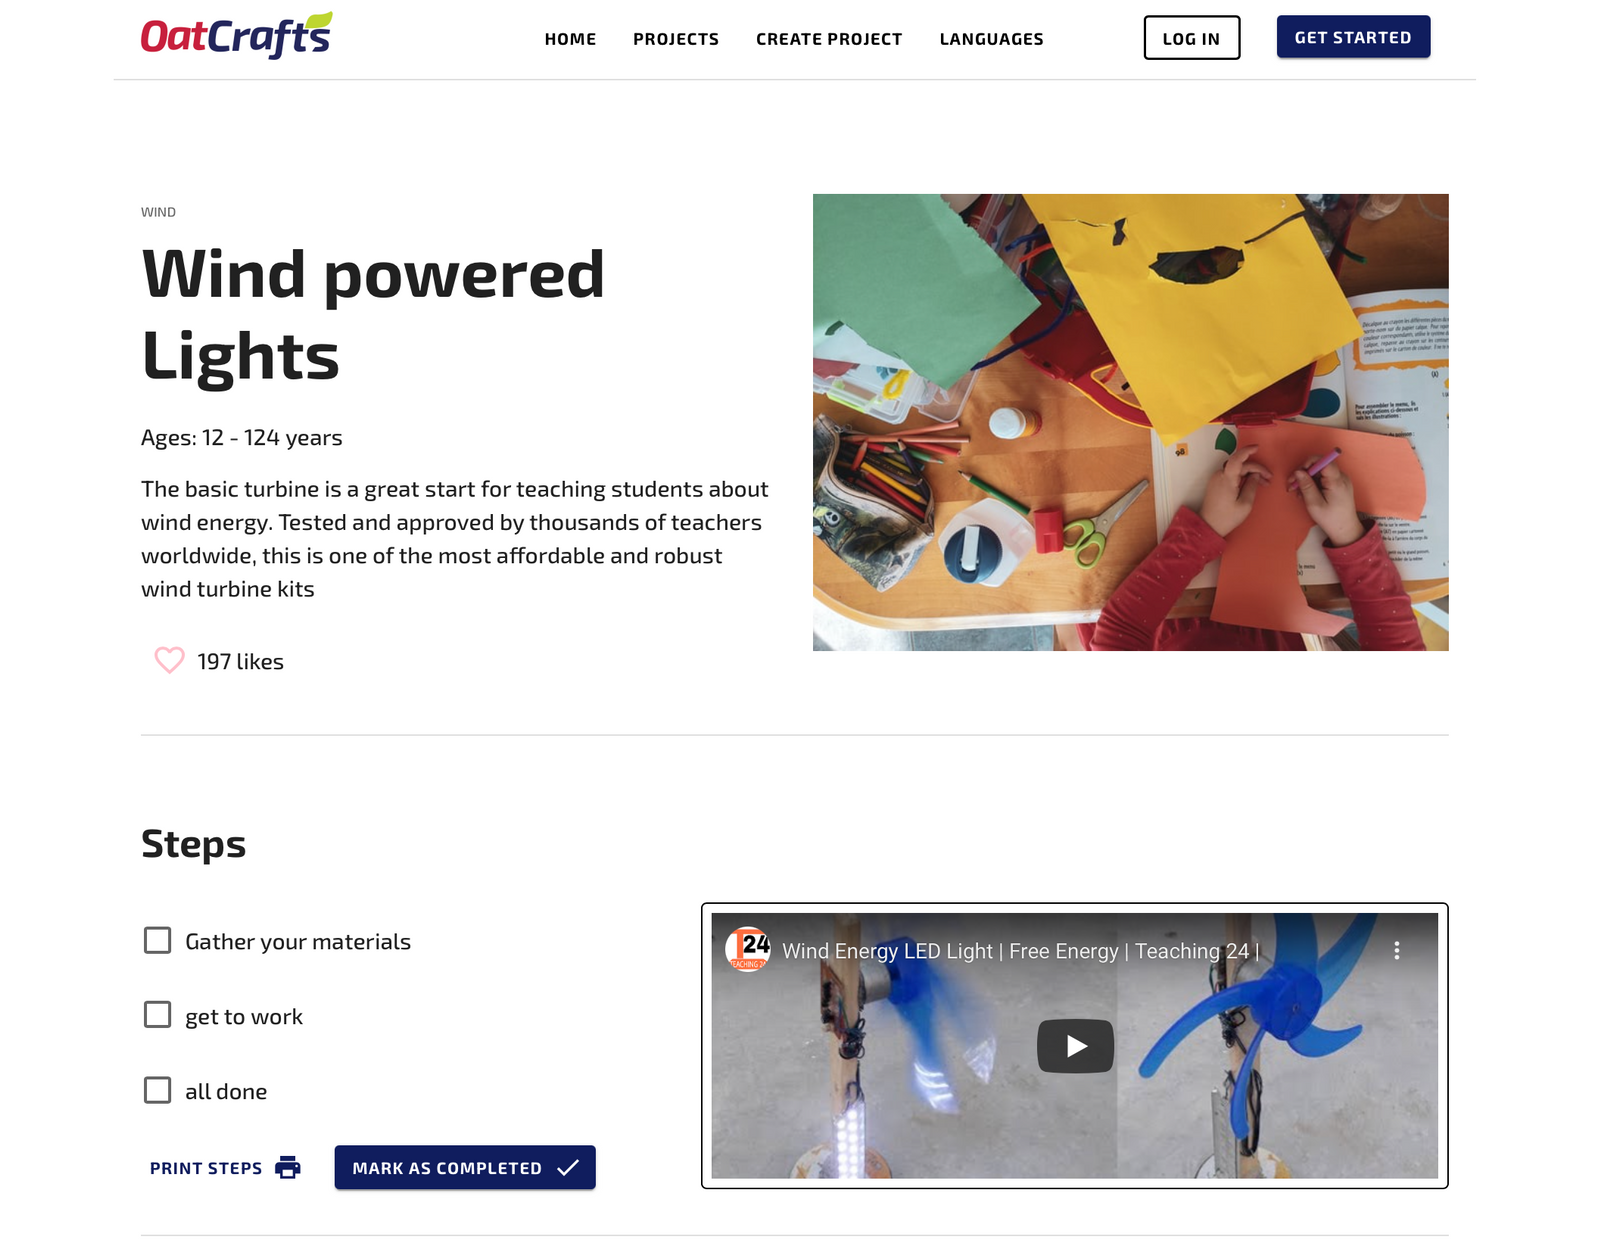 OatCrafts
HOME PROJECTS CREATE PROJECT LANGUAGES LOG IN GET STARTED
WIND
Wind powered
Lights
Ages: 12 - 124 years
The basic turbine is a great start for teaching students about
wind energy. Tested and approved by thousands of teachers
worldwide, this is one of the most affordable and robust
wind turbine kits
197 likes
Steps
Gather your materials
get to work
all done
PRINT STEPS MARK AS COMPLETED
24
TEACHING 24
Wind Energy LED Light | Free Energy | Teaching 24 |